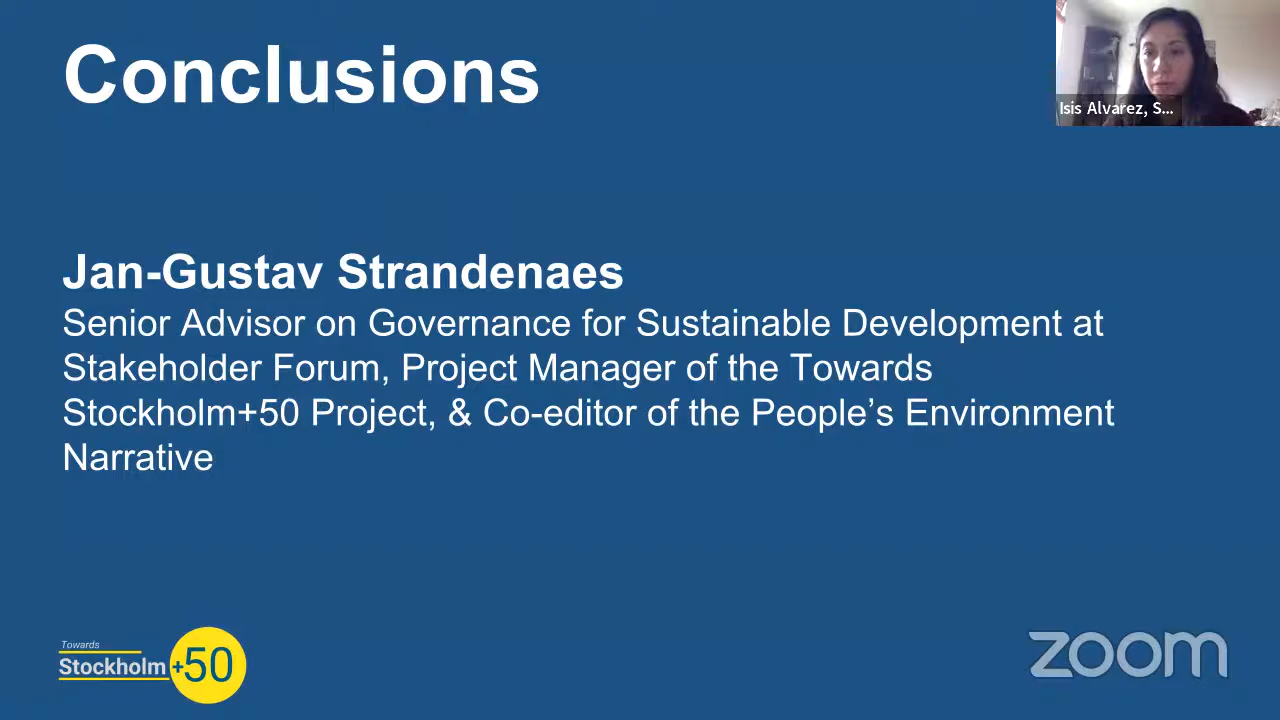 Conclusions
Isis Alvarez, S...
Jan-Gustav Strandenaes
Senior Advisor on Governance for Sustainable Development at
Stakeholder Forum, Project Manager of the Towards
Stockholm+50 Project, & Co-editor of the People’s Environment
Narrative
Towards
Stockholm+50
zoom